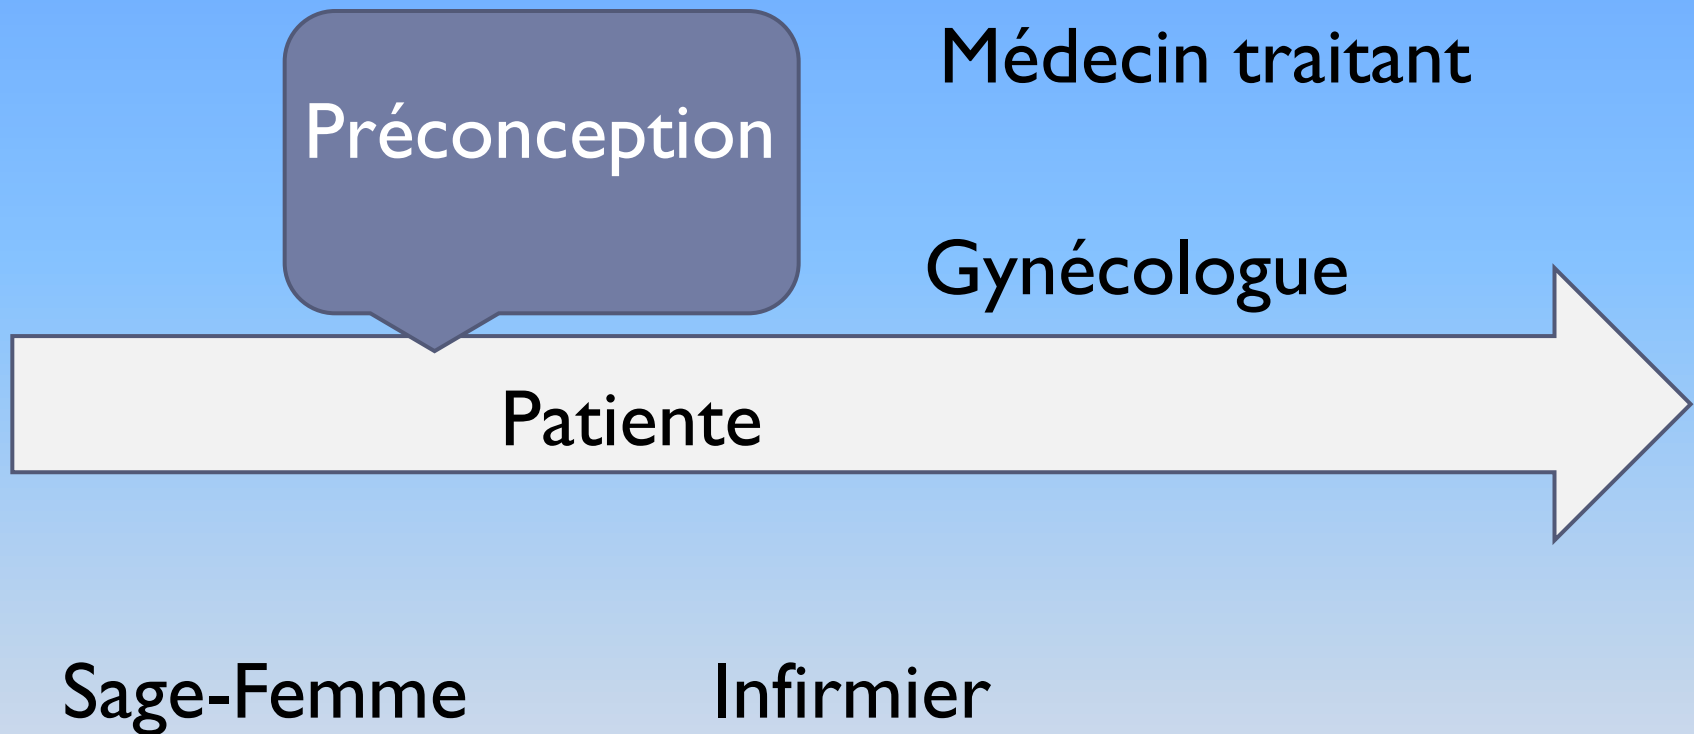 Médecin traitant
Préconception
Gynécologue
Patiente
Sage-Femme
Infirmier